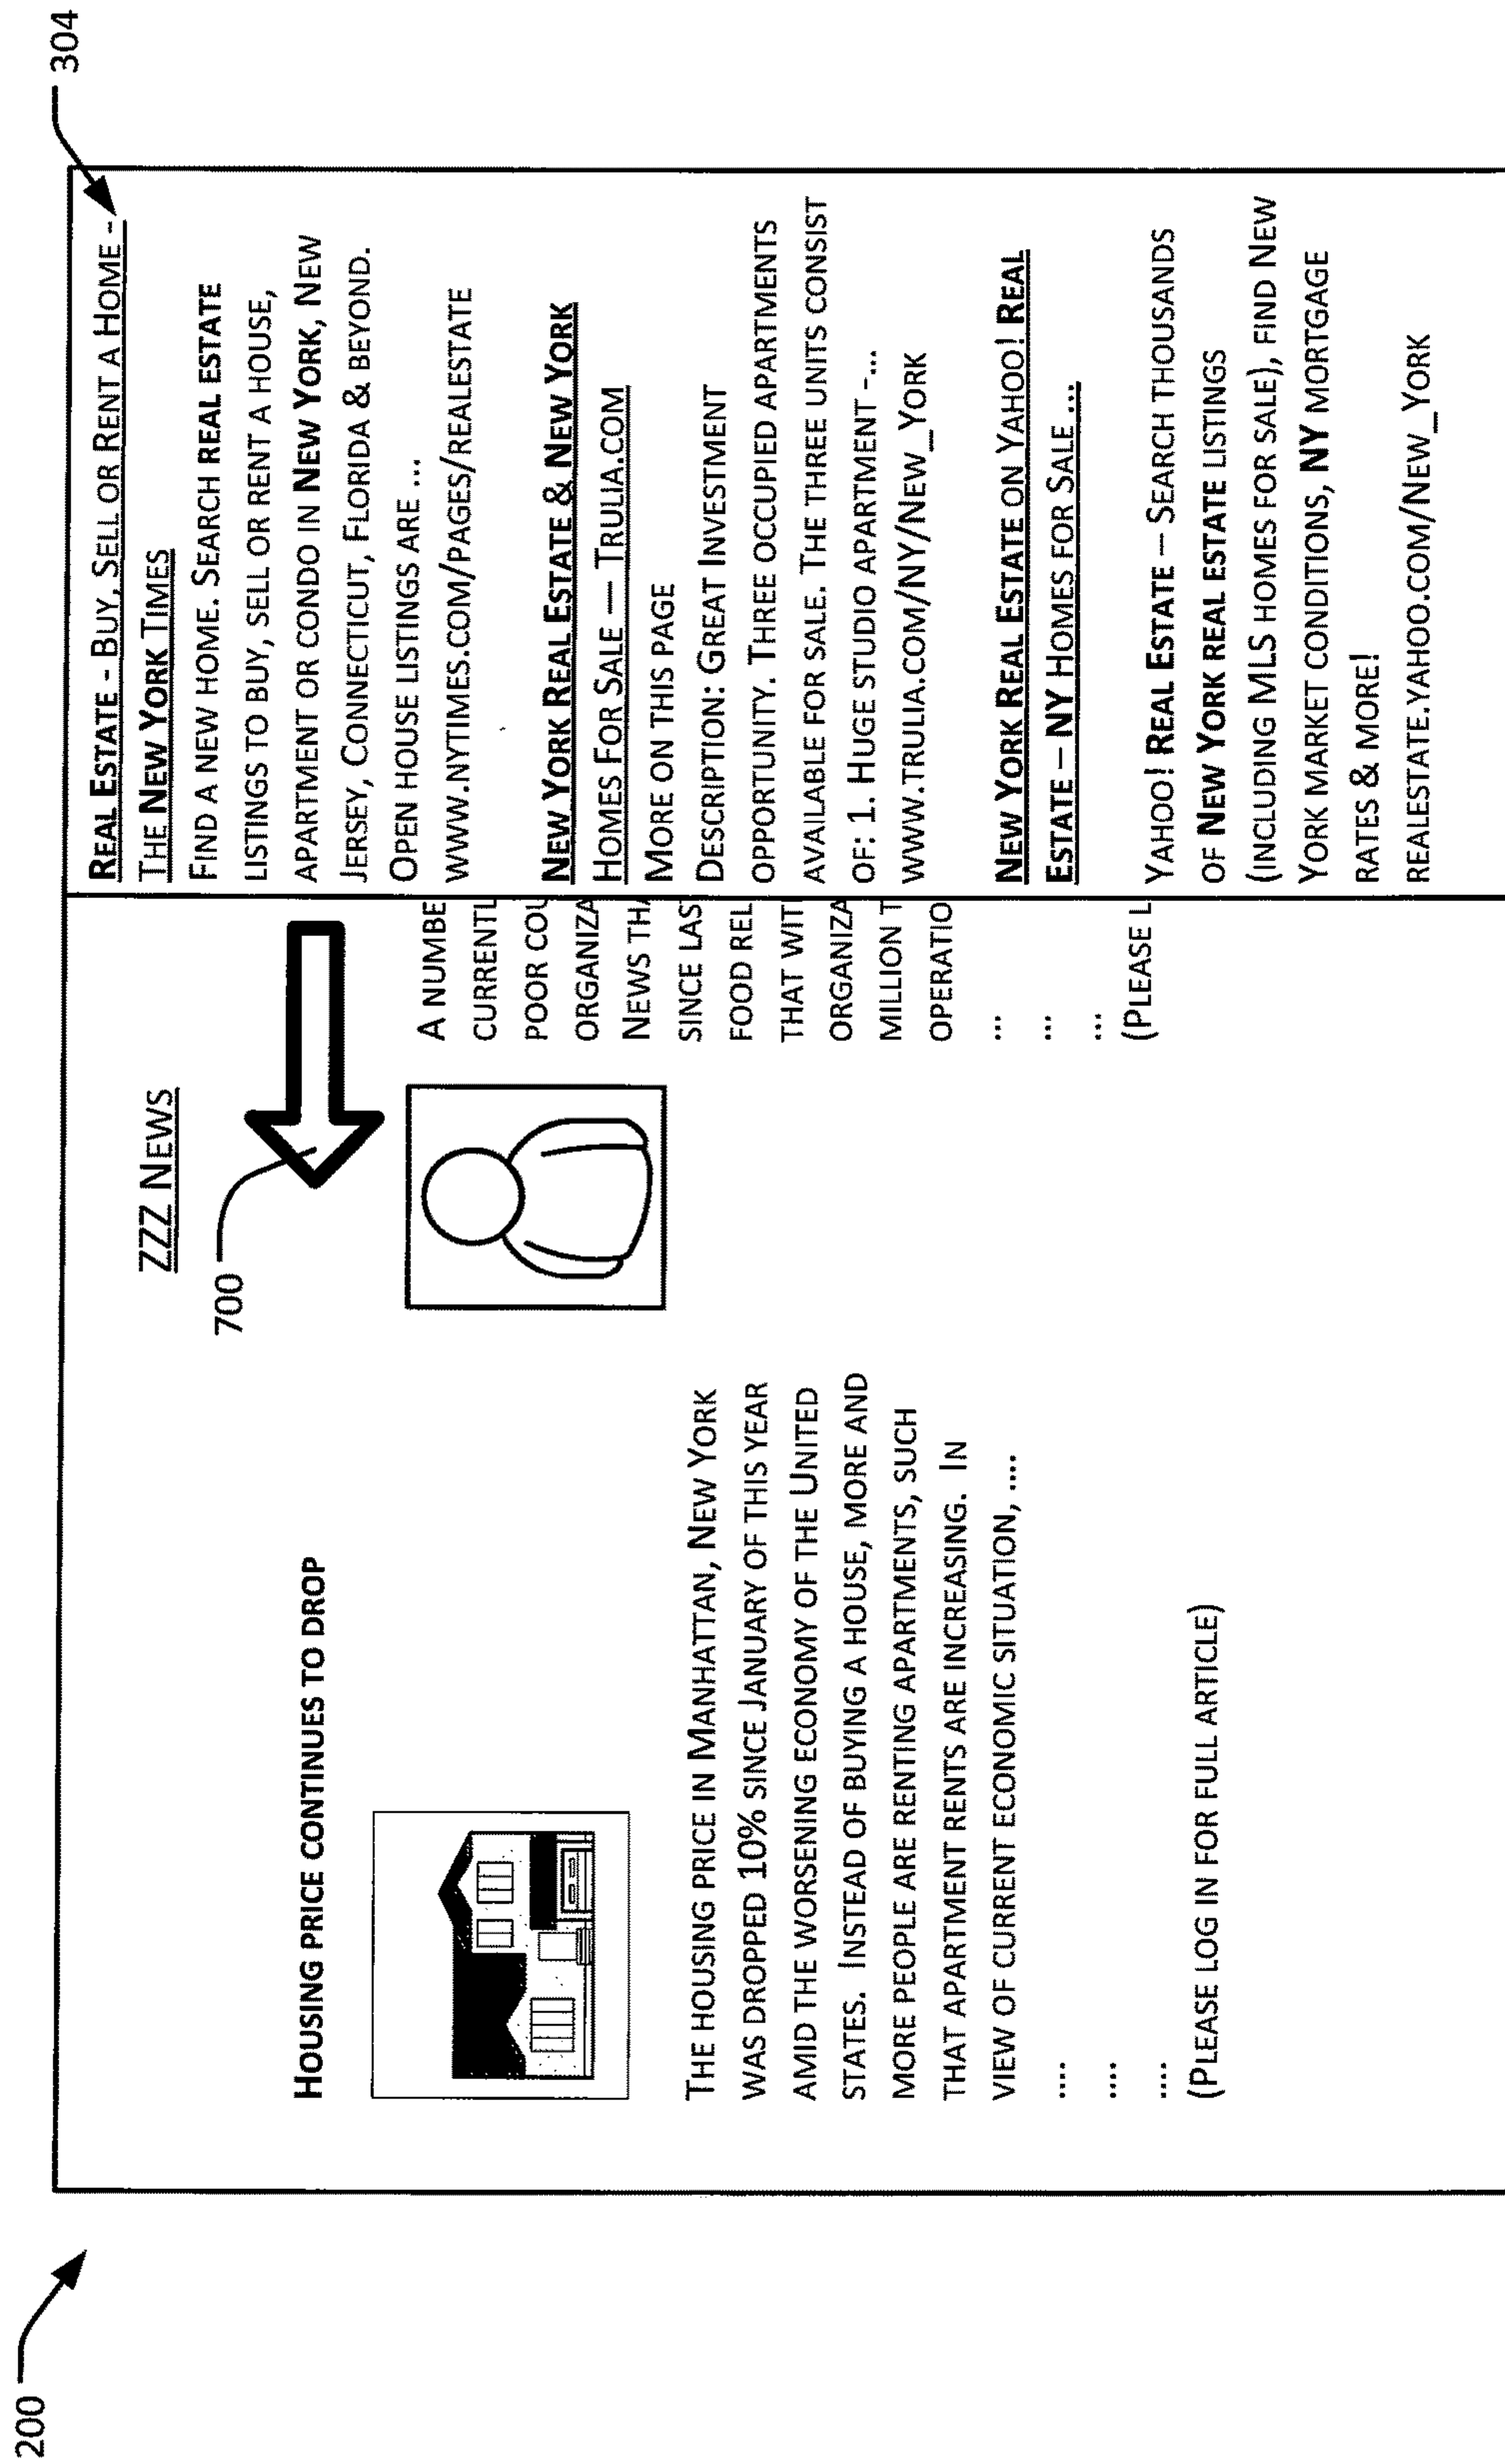 200
304
ZZZ News
700
Housing price continues to drop
The housing price in Manhattan, New York
was dropped 10% since January of this year
amid the worsening economy of the United
States. Instead of buying a house, more and
more people are renting apartments, such
that apartment rents are increasing. In
view of current economic situation, ....
....
....
....
(Please log in for full article)
A numbe
currentl
poor cou
organiza
News tha
since las
food rel
that wit
organiza
million t
operatio
...
...
...
(Please l
Real Estate - Buy, Sell or Rent a Home -
The New York Times
Find a new home. Search real estate
listings to buy, sell or rent a house,
apartment or condo in New York, New
Jersey, Connecticut, Florida & beyond.
Open house listings are ...
www.nytimes.com/pages/realestate
New York Real Estate & New York
Homes For Sale — Trulia.com
More on this page
Description: Great Investment
opportunity. Three occupied apartments
available for sale. The three units consist
of: 1. Huge studio apartment -...
www.trulia.com/NY/New_York
New York Real Estate on Yahoo! Real
Estate – NY Homes for Sale ...
Yahoo! Real Estate – Search thousands
of New York real estate listings
(including MLS homes for sale), find New
York market conditions, NY mortgage
rates & more!
realestate.yahoo.com/New_York